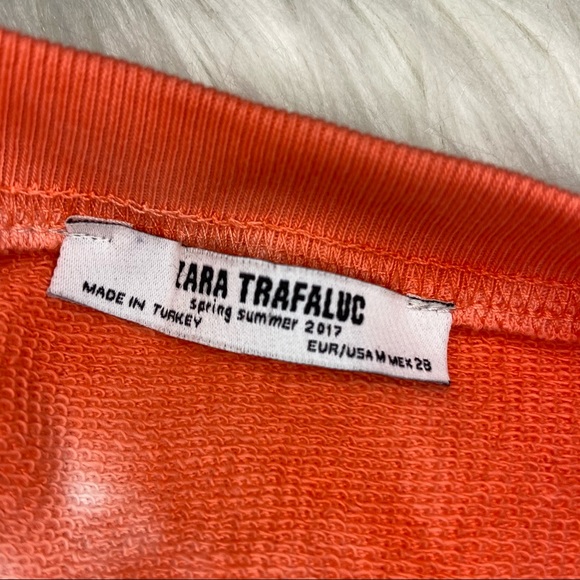 ZARA TRAFALUC
spring summer 2017
MADE IN TURKEY
EUR/USA M MEX 28